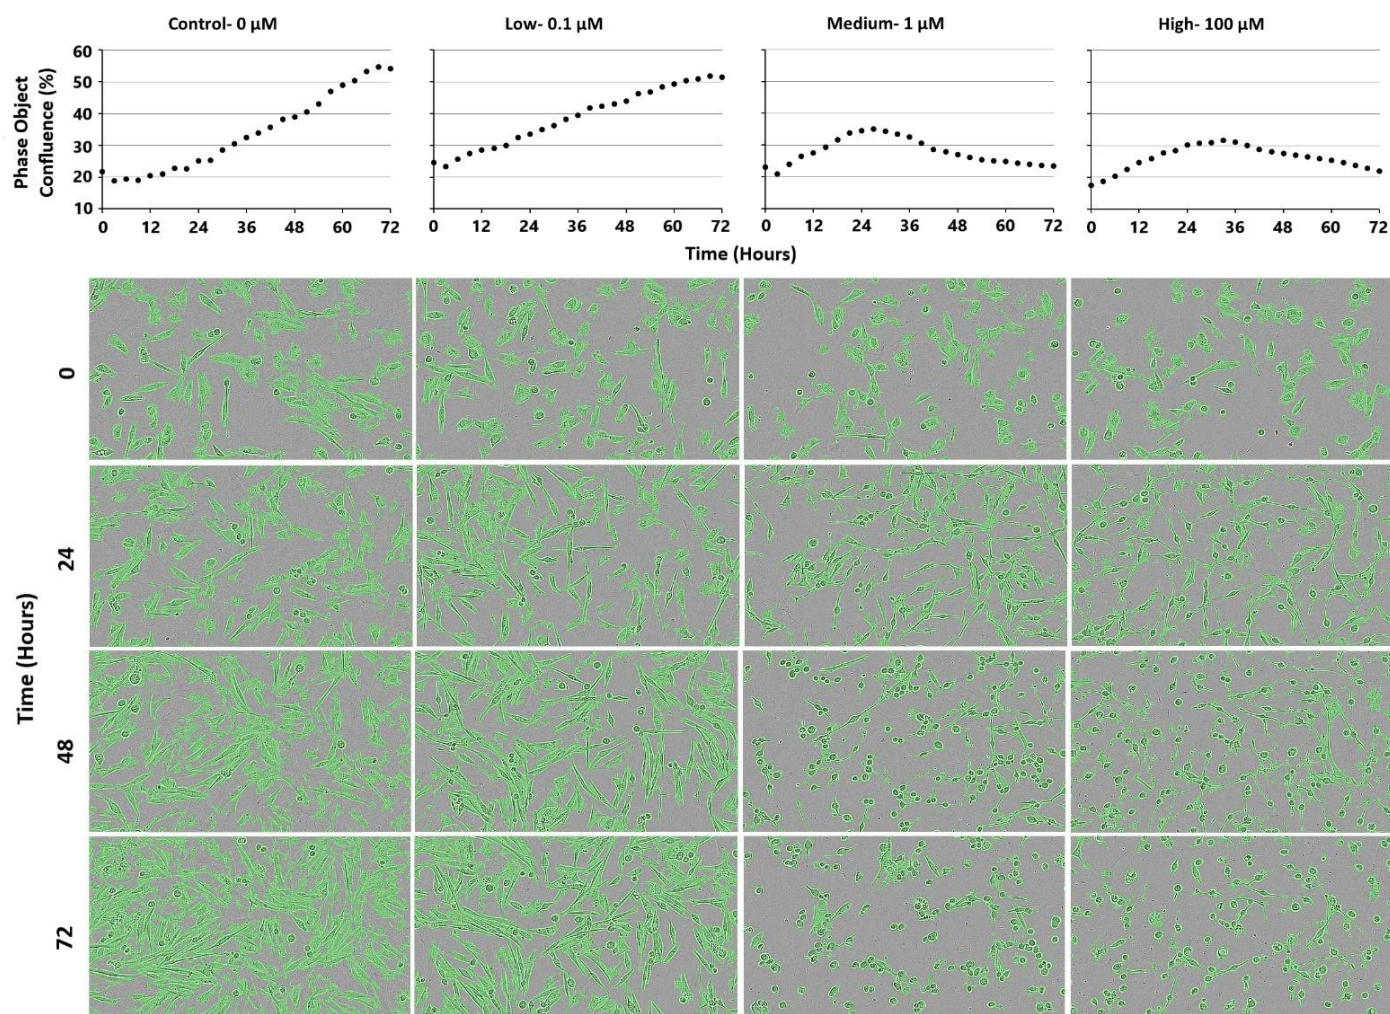 Control- 0 µM
Low- 0.1 µM
Medium- 1 µM
High- 100 µM
Phase Object
Confluence (%)
60
50
40
30
20
10
0 12 24 36 48 60 72
0 12 24 36 48 60 72
0 12 24 36 48 60 72
0 12 24 36 48 60 72
Time (Hours)
Time (Hours)
0
24
48
72